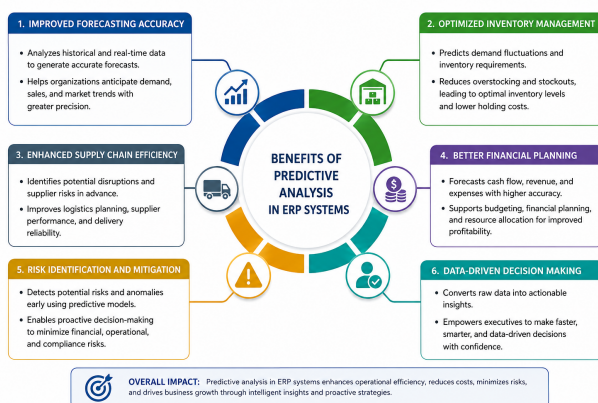 1. IMPROVED FORECASTING ACCURACY
• Analyzes historical and real-time data
to generate accurate forecasts.
• Helps organizations anticipate demand,
sales, and market trends with
greater precision.
2. OPTIMIZED INVENTORY MANAGEMENT
• Predicts demand fluctuations and
inventory requirements.
• Reduces overstocking and stockouts,
leading to optimal inventory levels
and lower holding costs.
3. ENHANCED SUPPLY CHAIN EFFICIENCY
• Identifies potential disruptions and
supplier risks in advance.
• Improves logistics planning, supplier
performance, and delivery
reliability.
BENEFITS OF
PREDICTIVE
ANALYSIS
IN ERP SYSTEMS
$
4. BETTER FINANCIAL PLANNING
• Forecasts cash flow, revenue, and
expenses with higher accuracy.
• Supports budgeting, financial planning,
and resource allocation for improved
profitability.
5. RISK IDENTIFICATION AND MITIGATION
• Detects potential risks and anomalies
early using predictive models.
• Enables proactive decision-making
to minimize financial, operational,
and compliance risks.
6. DATA-DRIVEN DECISION MAKING
• Converts raw data into actionable
insights.
• Empowers executives to make faster,
smarter, and data-driven decisions
with confidence.
OVERALL IMPACT: Predictive analysis in ERP systems enhances operational efficiency, reduces costs, minimizes risks,
and drives business growth through intelligent insights and proactive strategies.